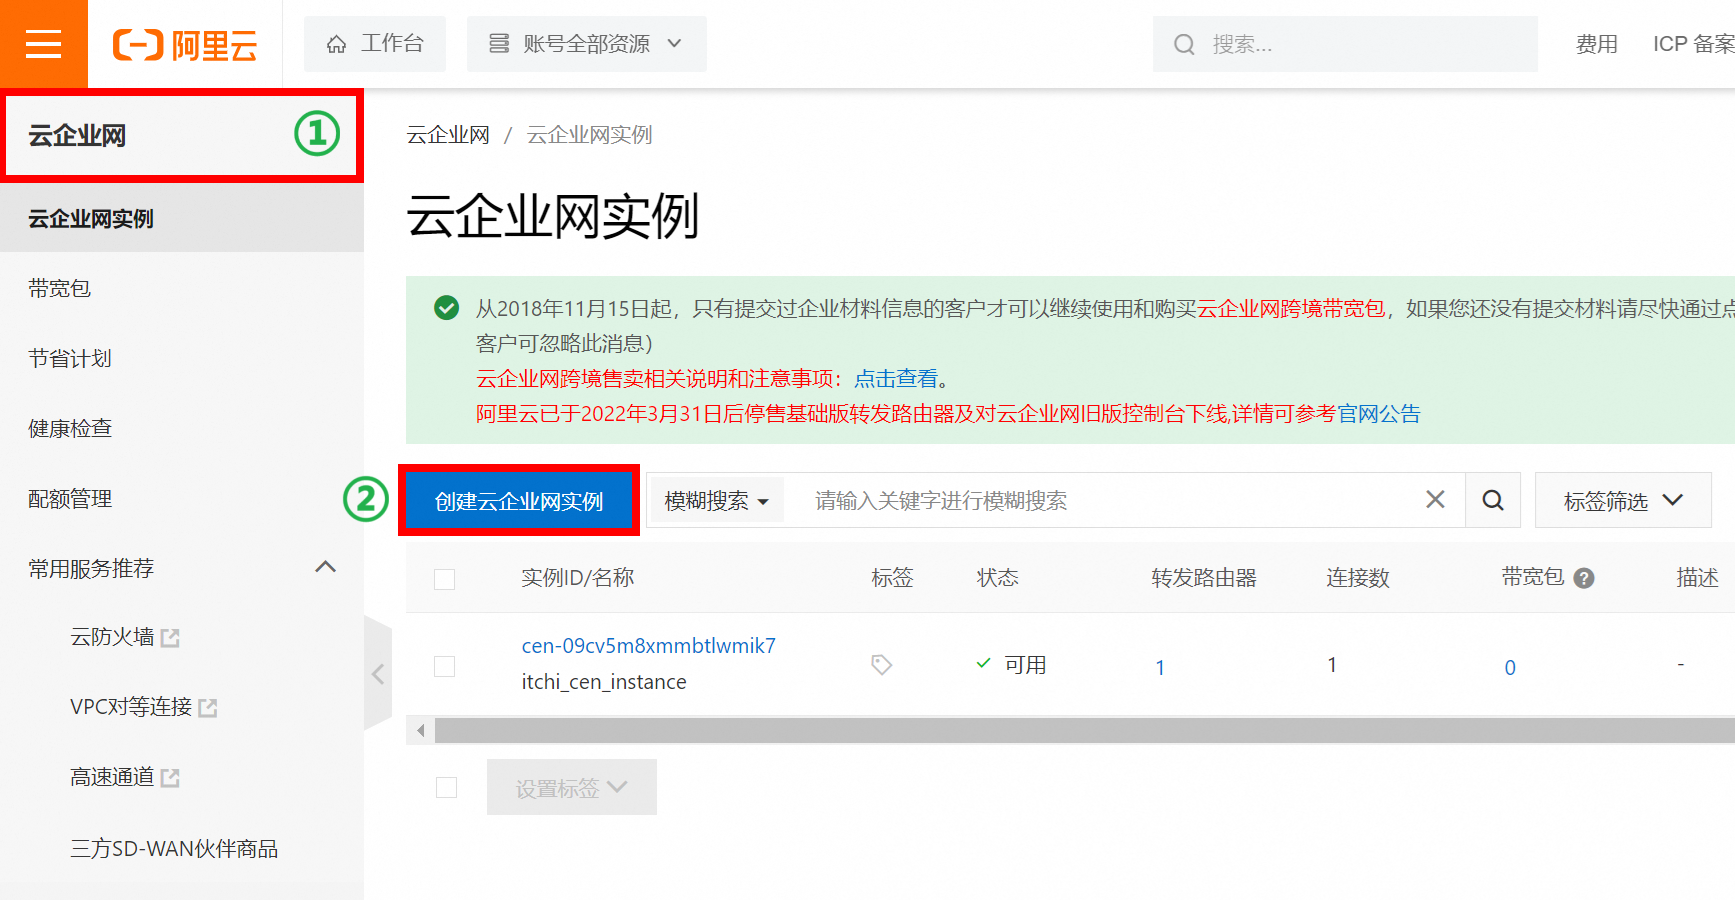 阿里云
工作台
账号全部资源
搜索...
费用
ICP 备案
云企业网
①
云企业网实例
带宽包
节省计划
健康检查
配额管理
常用服务推荐
云防火墙
VPC对等连接
高速通道
三方SD-WAN伙伴商品
云企业网 / 云企业网实例
云企业网实例
从2018年11月15日起，只有提交过企业材料信息的客户才可以继续使用和购买云企业网跨境带宽包，如果您还没有提交材料请尽快通过点
客户可忽略此消息）
云企业网跨境售卖相关说明和注意事项：点击查看。
阿里云已于2022年3月31日后停售基础版转发路由器及对云企业网旧版控制台下线,详情可参考官网公告
②
创建云企业网实例
模糊搜索
请输入关键字进行模糊搜索
标签筛选
实例ID/名称 标签 状态 转发路由器 连接数 带宽包 ? 描述
cen-09cv5m8xmmbtlwmik7
itchi_cen_instance
可用 1 1 0 -
设置标签